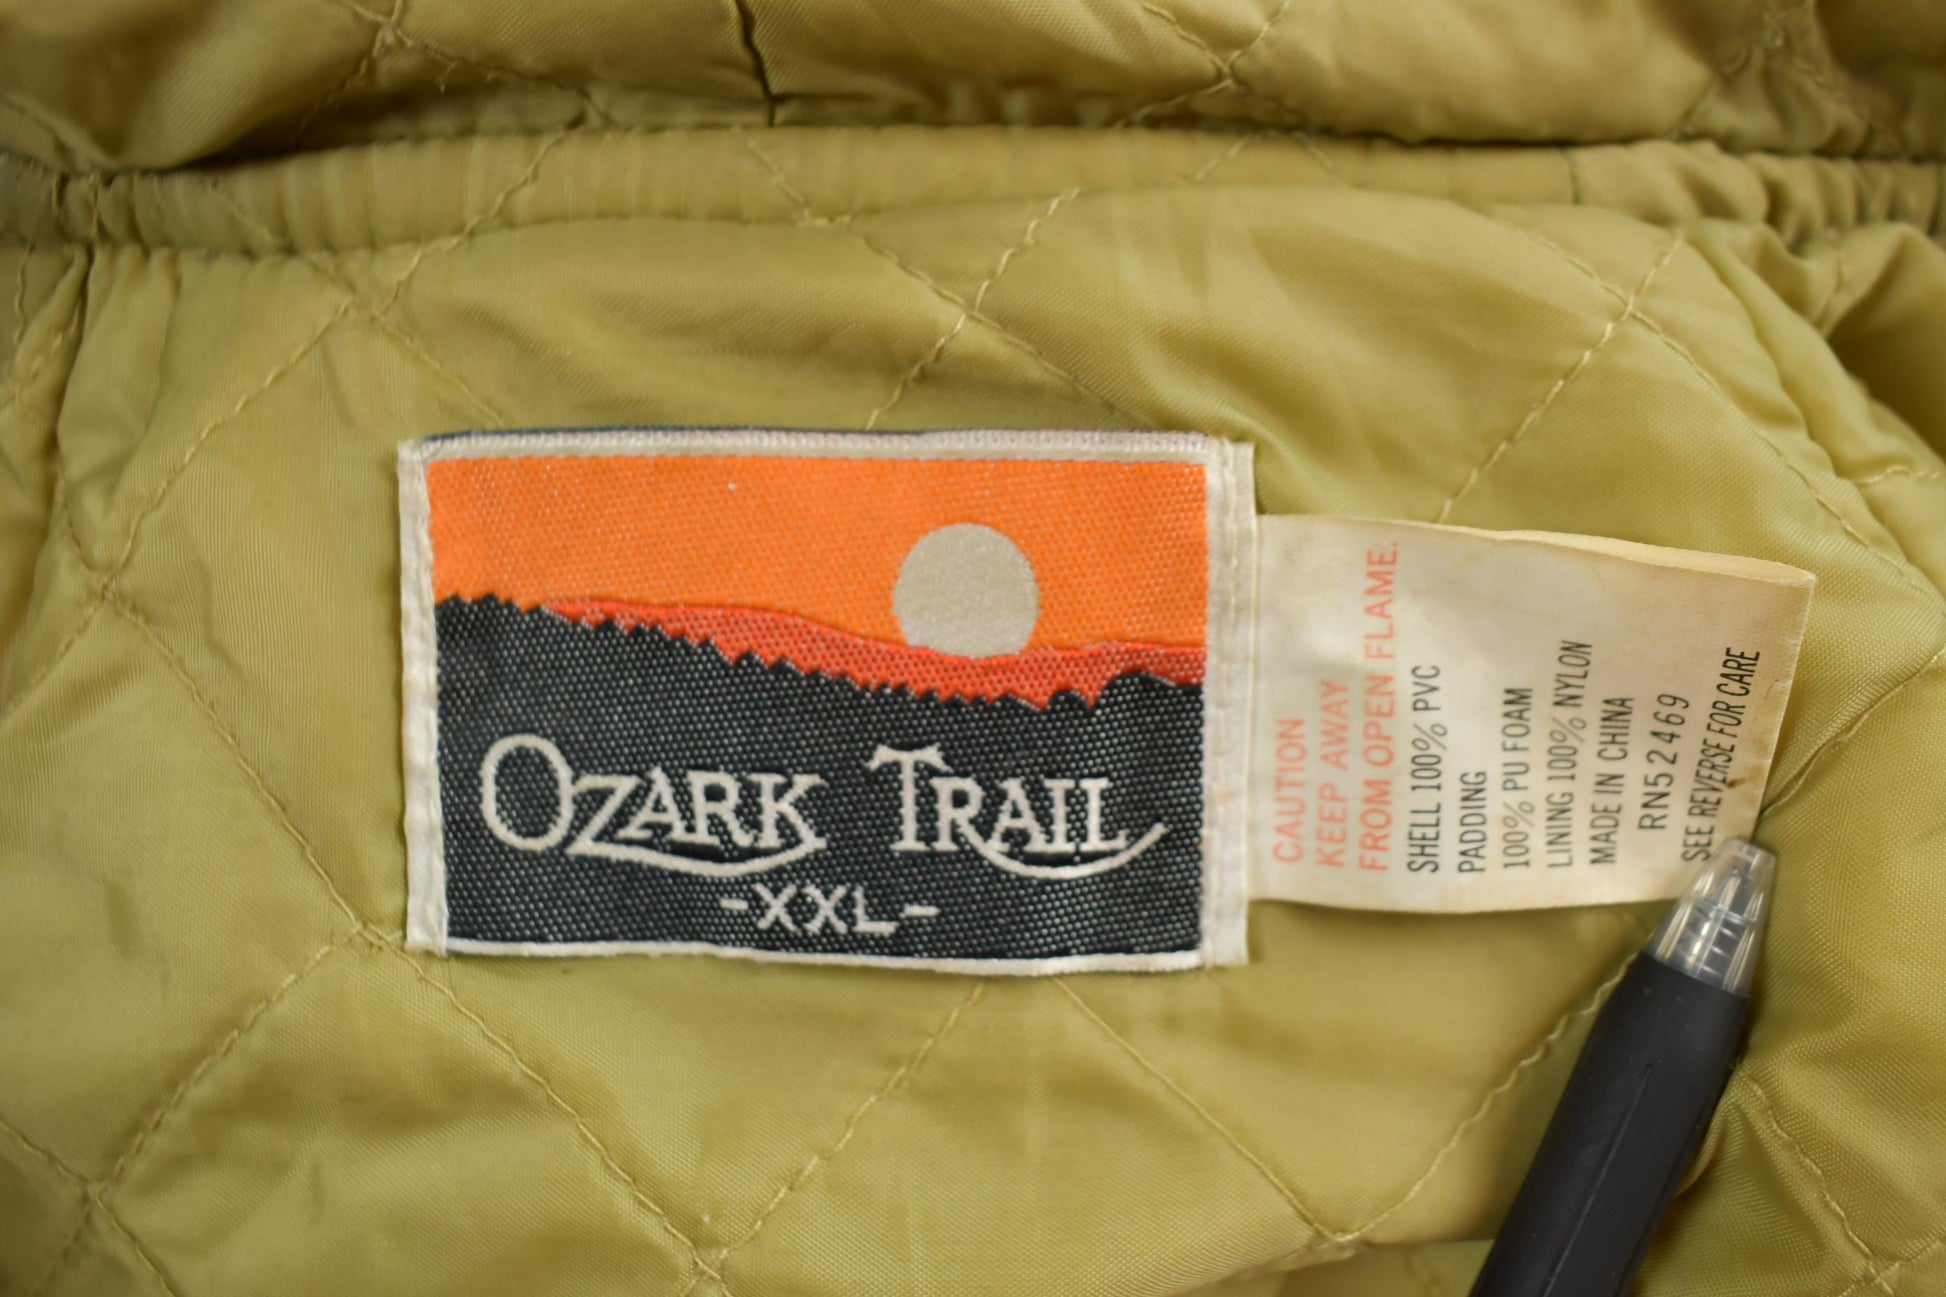 OZARK TRAIL
-XXL-
CAUTION
KEEP AWAY
FROM OPEN FLAME.
SHELL 100% PVC
PADDING
100% PU FOAM
LINING 100% NYLON
MADE IN CHINA
RN52469
SEE REVERSE FOR CARE